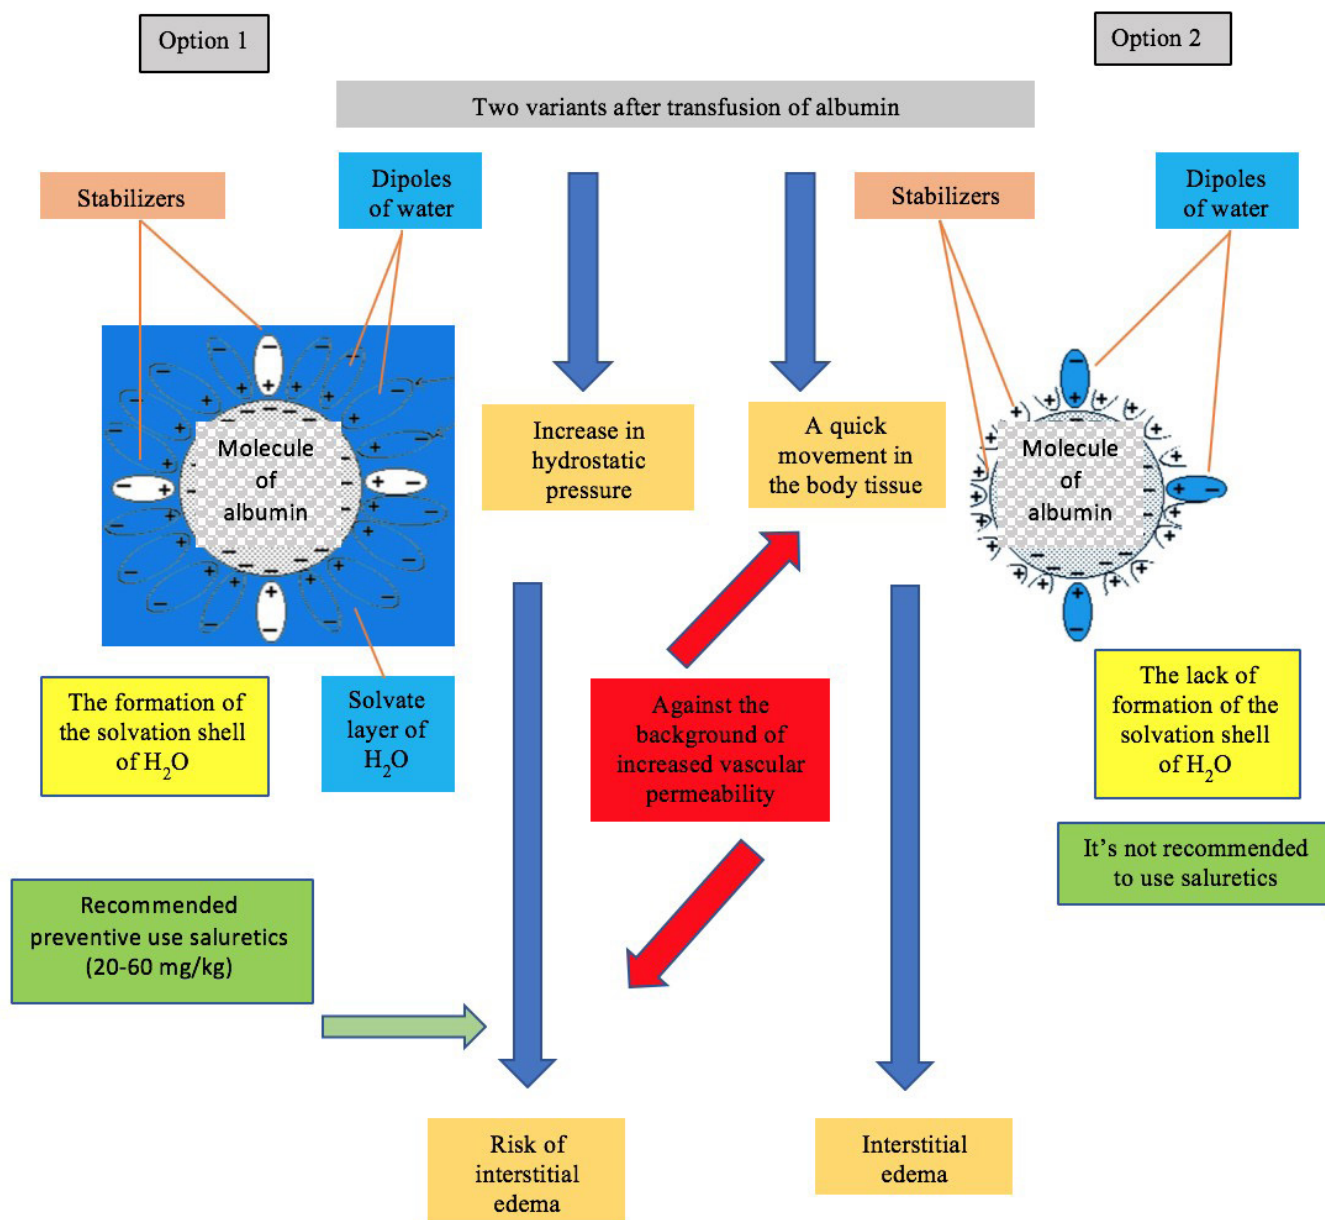 Option 1
Option 2
Two variants after transfusion of albumin
Stabilizers
Dipoles
of water
Stabilizers
Dipoles
of water
Molecule
of
albumin
Increase in
hydrostatic
pressure
A quick
movement in
the body tissue
Molecule
of
albumin
The formation of
the solvation shell
of H₂O
Solvate
layer of
H₂O
Against the
background of
increased vascular
permeability
The lack of
formation of the
solvation shell
of H₂O
It’s not recommended
to use saluretics
Recommended
preventive use saluretics
(20-60 mg/kg)
Risk of
interstitial
edema
Interstitial
edema